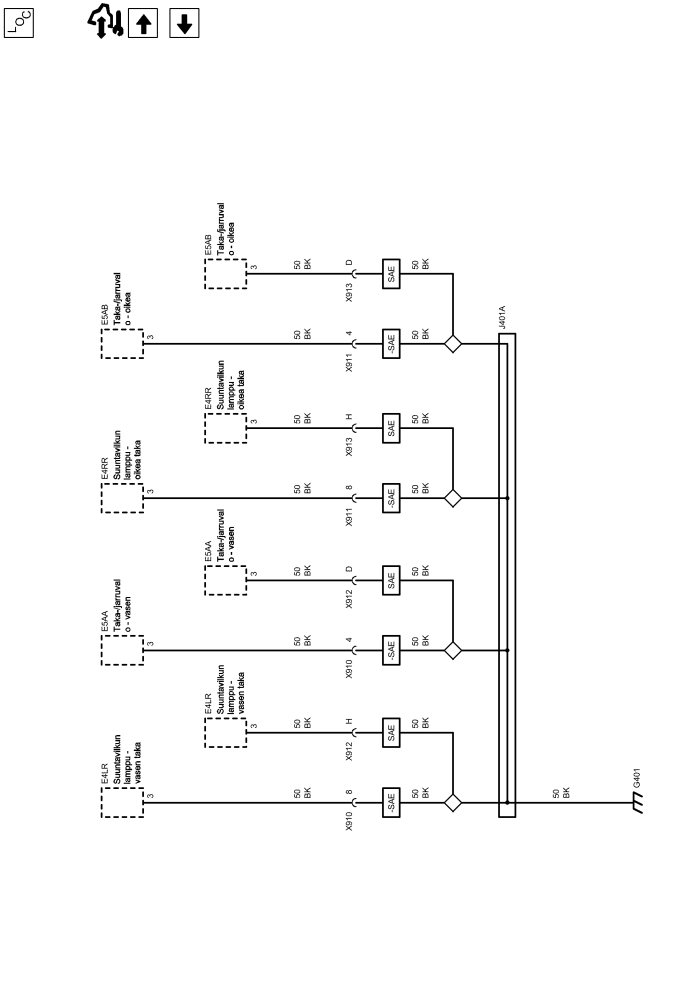 LOC
E5AB
Taka-/jarruval
o - oikea
3
50
BK
D
X913
SAE
50
BK
E5AB
Taka-/jarruval
o - oikea
3
50
BK
4
X911
-SAE
50
BK
J401A
E4RR
Suuntavilkun
lamppu -
oikea taka
3
50
BK
H
X913
SAE
50
BK
E4RR
Suuntavilkun
lamppu -
oikea taka
3
50
BK
8
X911
-SAE
50
BK
E5AA
Taka-/jarruval
o - vasen
3
50
BK
D
X912
SAE
50
BK
E5AA
Taka-/jarruval
o - vasen
3
50
BK
4
X910
-SAE
50
BK
E4LR
Suuntavilkun
lamppu -
vasen taka
3
50
BK
H
X912
SAE
50
BK
E4LR
Suuntavilkun
lamppu -
vasen taka
3
50
BK
8
X910
-SAE
50
BK
50
BK
G401